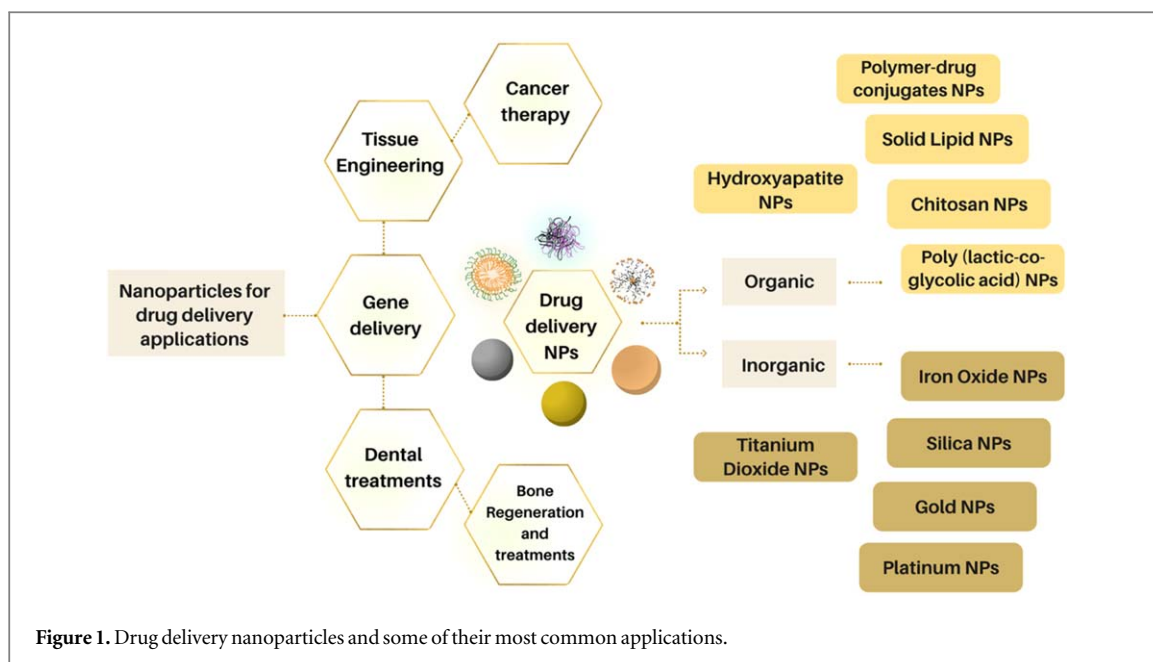 Cancer
therapy
Tissue
Engineering
Nanoparticles for
drug delivery
applications
Gene
delivery
Dental
treatments
Bone
Regeneration
and
treatments
Drug
delivery
NPs
Organic
Inorganic
Polymer-drug
conjugates NPs
Solid Lipid NPs
Hydroxyapatite
NPs
Chitosan NPs
Poly (lactic-co-
glycolic acid) NPs
Iron Oxide NPs
Titanium
Dioxide NPs
Silica NPs
Gold NPs
Platinum NPs
Figure 1. Drug delivery nanoparticles and some of their most common applications.